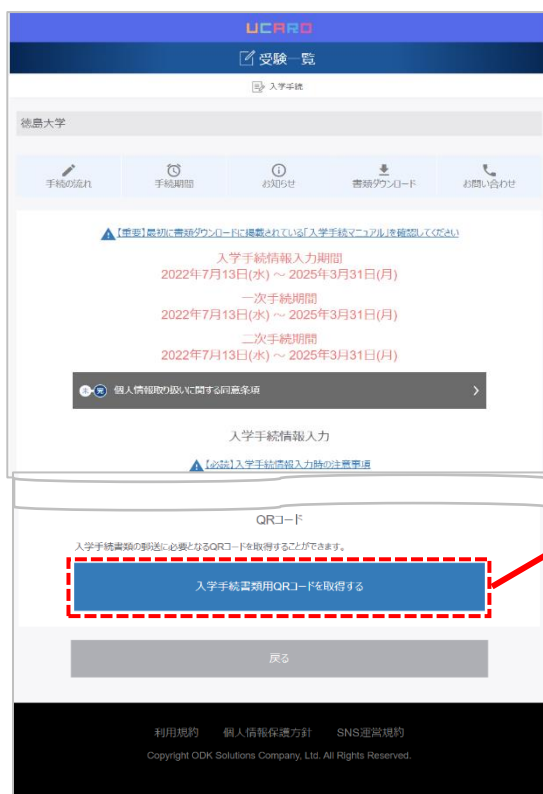 UCARO
受験一覧
入学手続
徳島大学
手続の流れ
手続期間
お知らせ
書類ダウンロード
お問い合わせ
【重要】最初に書類ダウンロードに掲載されている「入学手続マニュアル」を確認してください
入学手続情報入力期間
2022年7月13日(水) ～ 2025年3月31日(月)
一次手続期間
2022年7月13日(水) ～ 2025年3月31日(月)
二次手続期間
2022年7月13日(水) ～ 2025年3月31日(月)
完 個人情報取り扱いに関する同意条項
入学手続情報入力
【必読】入学手続情報入力時の注意事項
QRコード
入学手続書類の郵送に必要となるQRコードを取得することができます。
入学手続書類用QRコードを取得する
戻る
利用規約 個人情報保護方針 SNS運営規約
Copyright ODK Solutions Company, Ltd. All Rights Reserved.